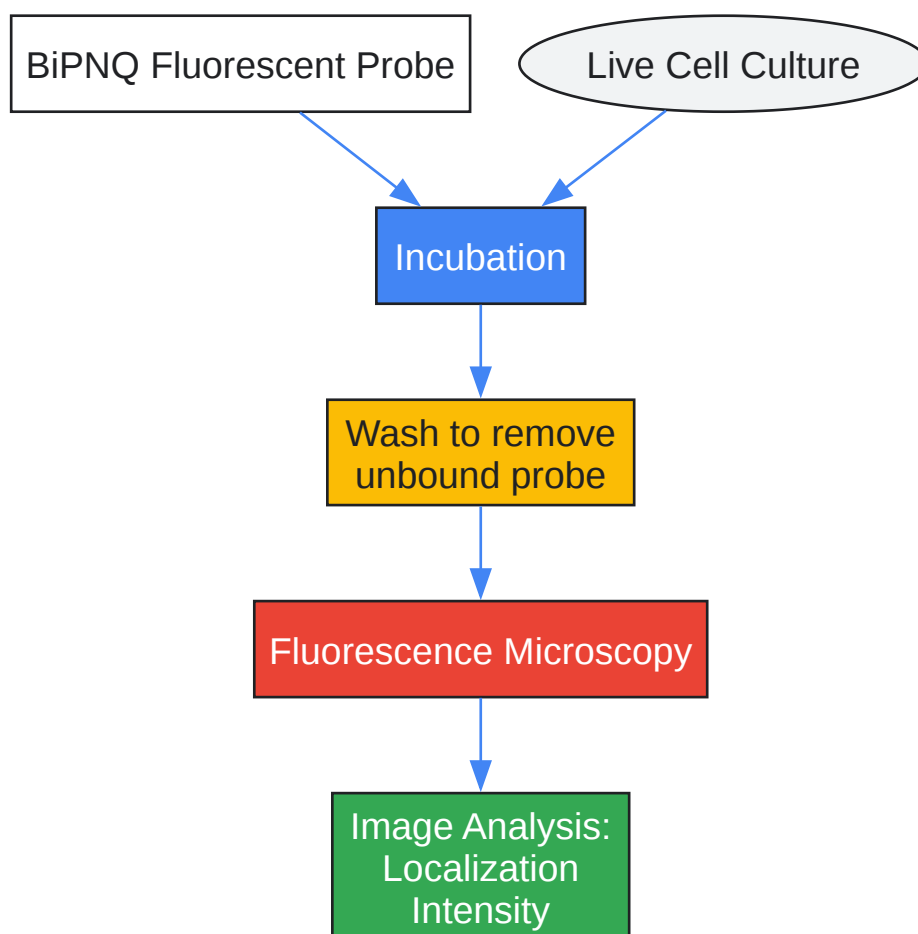 BiPNQ Fluorescent Probe
Live Cell Culture
Incubation
Wash to remove
unbound probe
Fluorescence Microscopy
Image Analysis:
Localization
Intensity